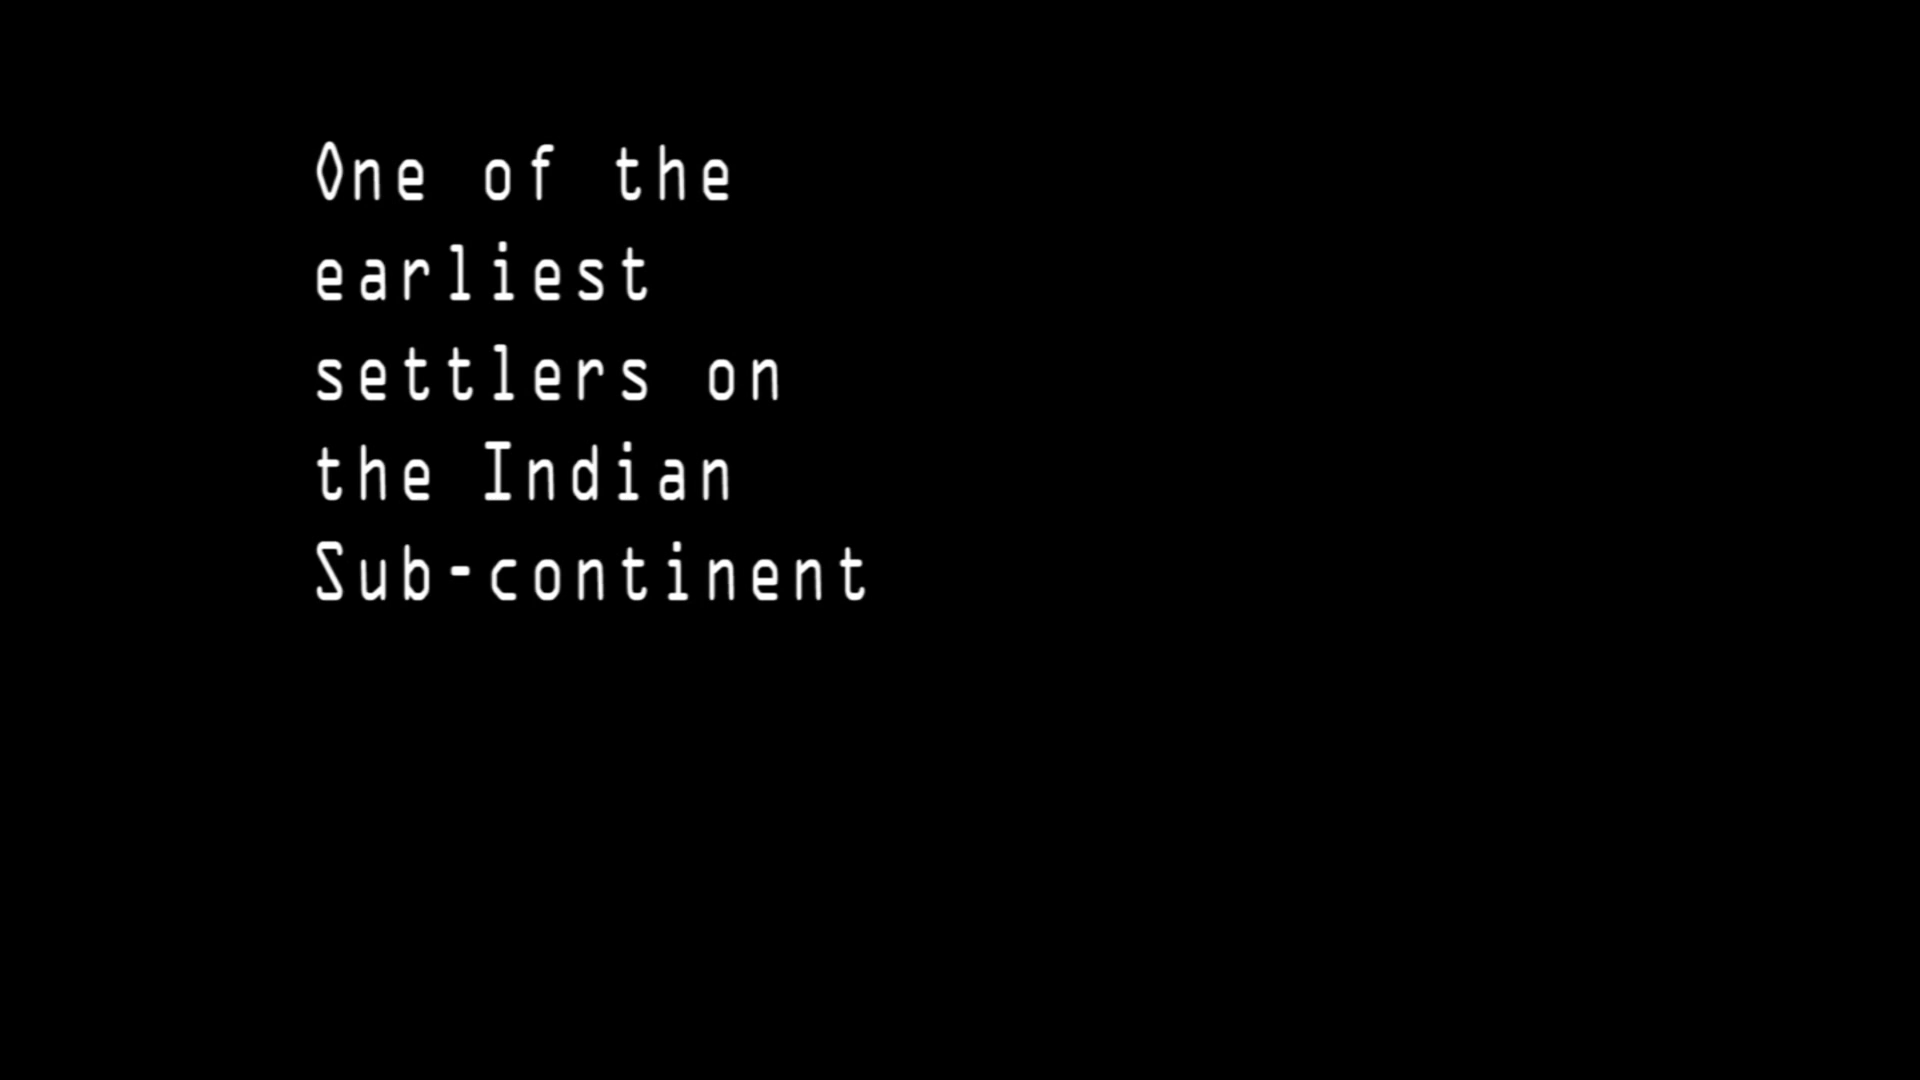 One of the
earliest
settlers on
the Indian
Sub-continent